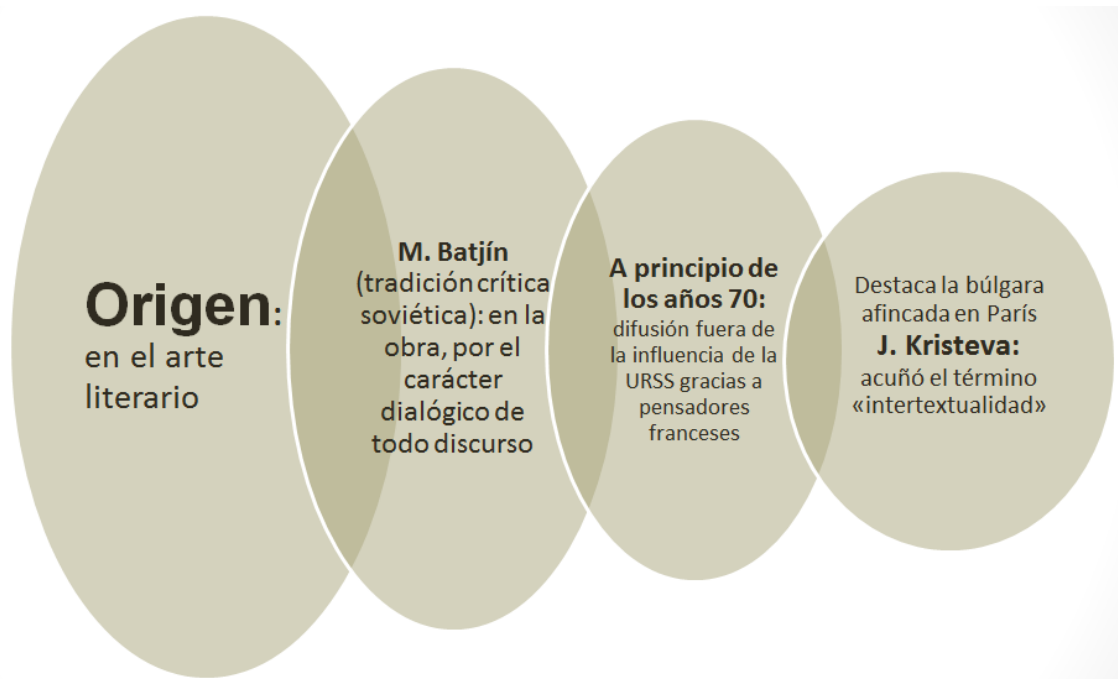 Origen:
en el arte
literario
M. Batjín
(tradición crítica
soviética): en la
obra, por el
carácter
dialógico de
todo discurso
A principio de
los años 70:
difusión fuera de
la influencia de la
URSS gracias a
pensadores
franceses
Destaca la búlgara
afincada en París
J. Kristeva:
acuñó el término
«intertextualidad»